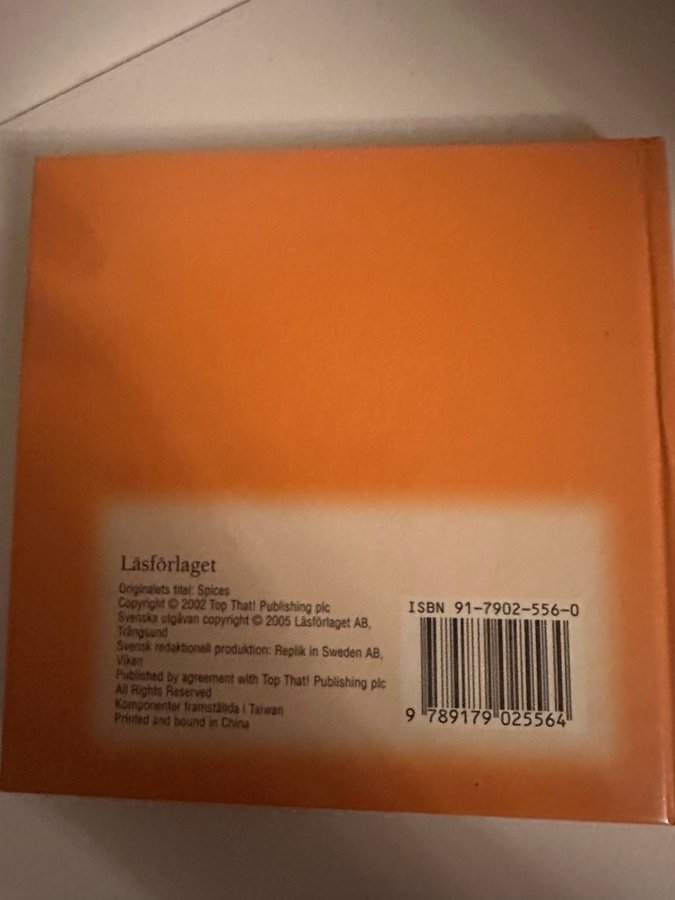 Läsförlaget
Originalets titel: Spices
Copyright © 2002 Top That! Publishing plc
Svenska utgåvan copyright © 2005 Läsförlaget AB,
Trångsund
Svensk redaktionell produktion: Replik in Sweden AB,
Viken
Published by agreement with Top That! Publishing plc
All Rights Reserved
Komponenter framställda i Taiwan
Printed and bound in China
ISBN 91-7902-556-0
9 789179 025564